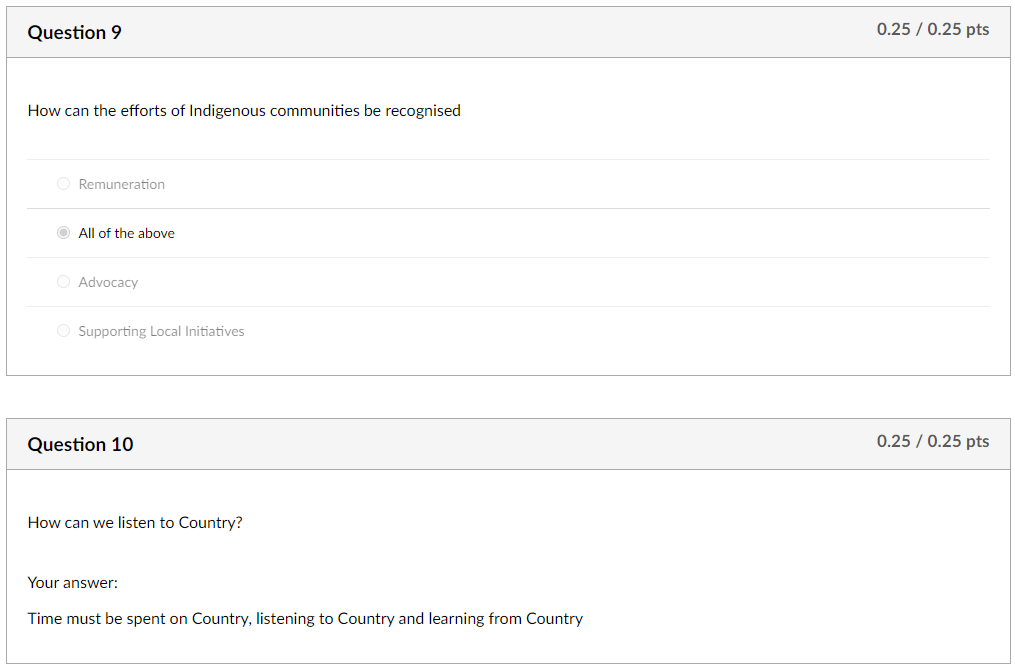 Question 9
0.25 / 0.25 pts
How can the efforts of Indigenous communities be recognised
Remuneration
All of the above
Advocacy
Supporting Local Initiatives
Question 10
0.25 / 0.25 pts
How can we listen to Country?
Your answer:
Time must be spent on Country, listening to Country and learning from Country